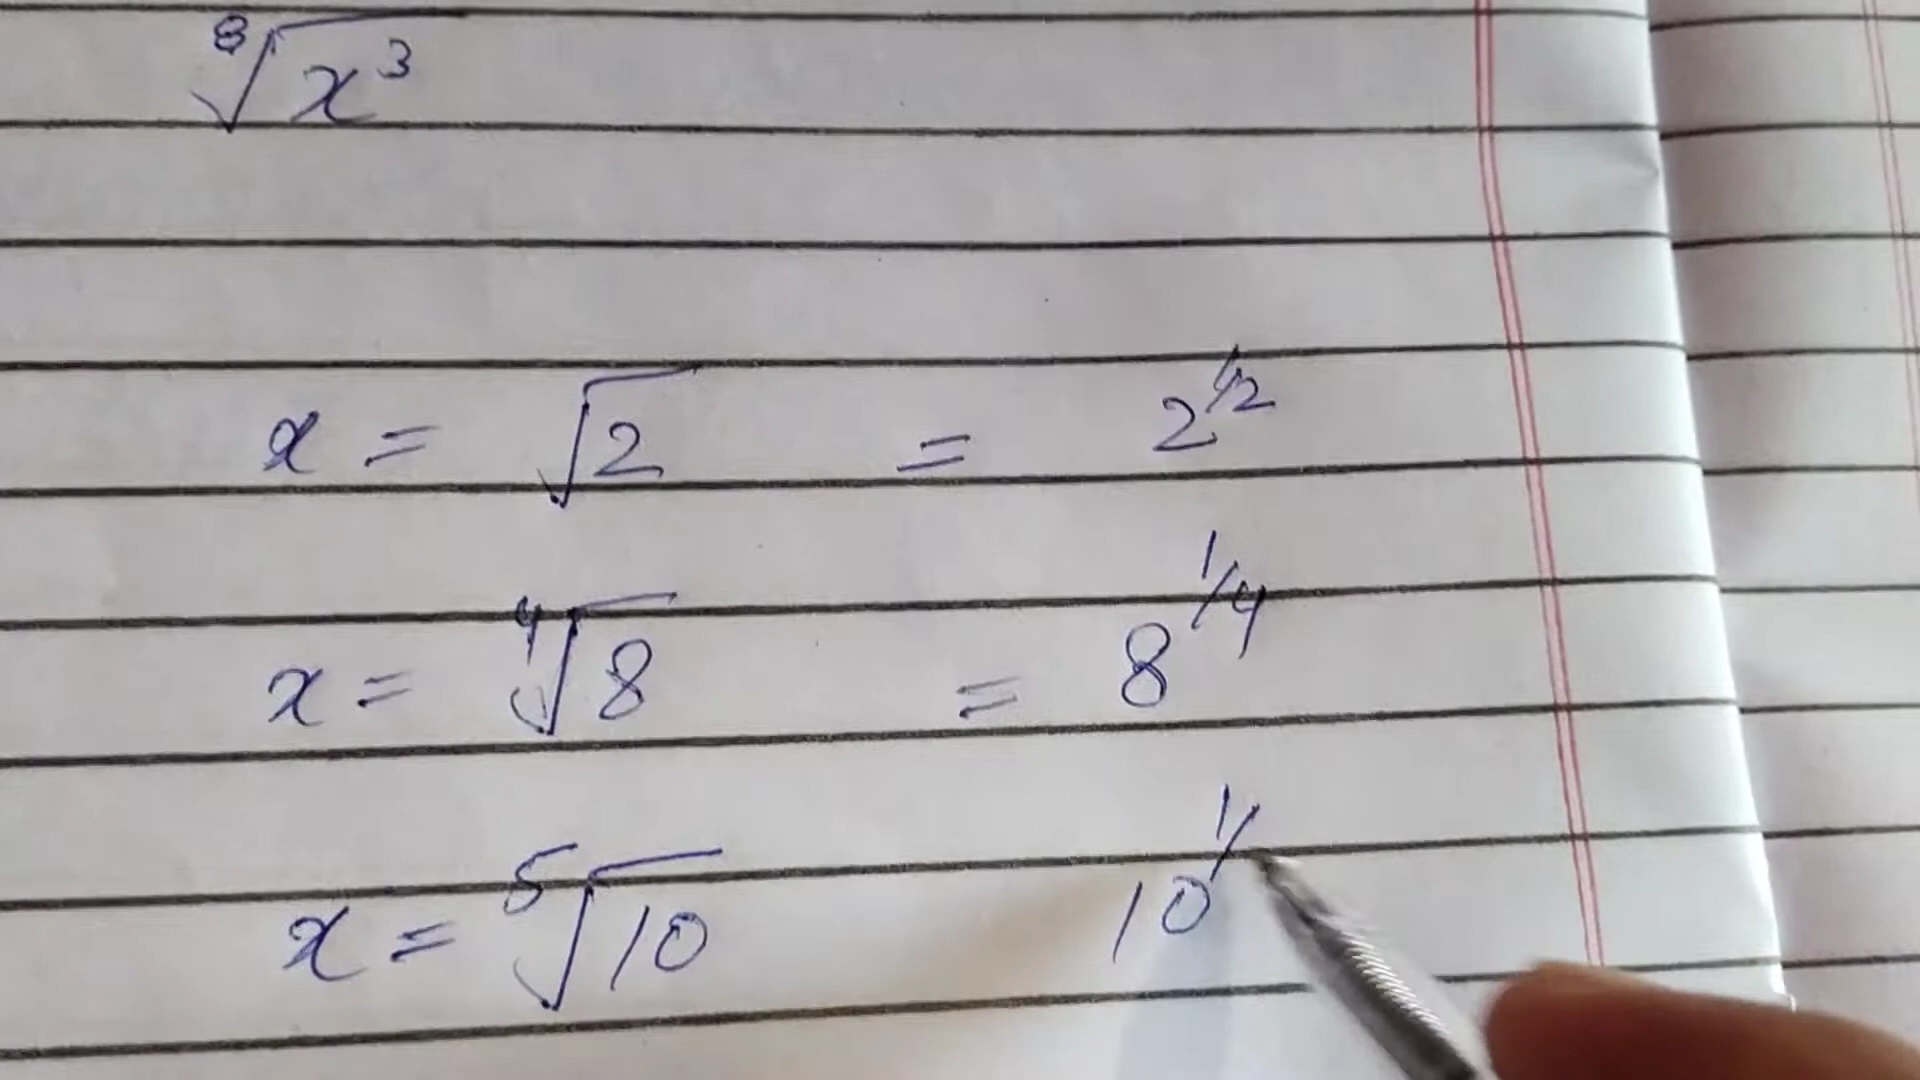 ⁸√x³
x = √2 = 2^1/2
x = ⁴√8 = 8^1/4
x = ⁵√10 10^1/